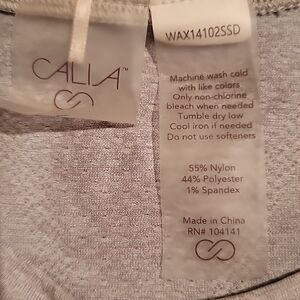 CALIA™
WAX14102SSD
Machine wash cold
with like colors
Only non-chlorine
bleach when needed
Tumble dry low
Cool iron if needed
Do not use softeners
55% Nylon
44% Polyester
1% Spandex
Made in China
RN# 104141